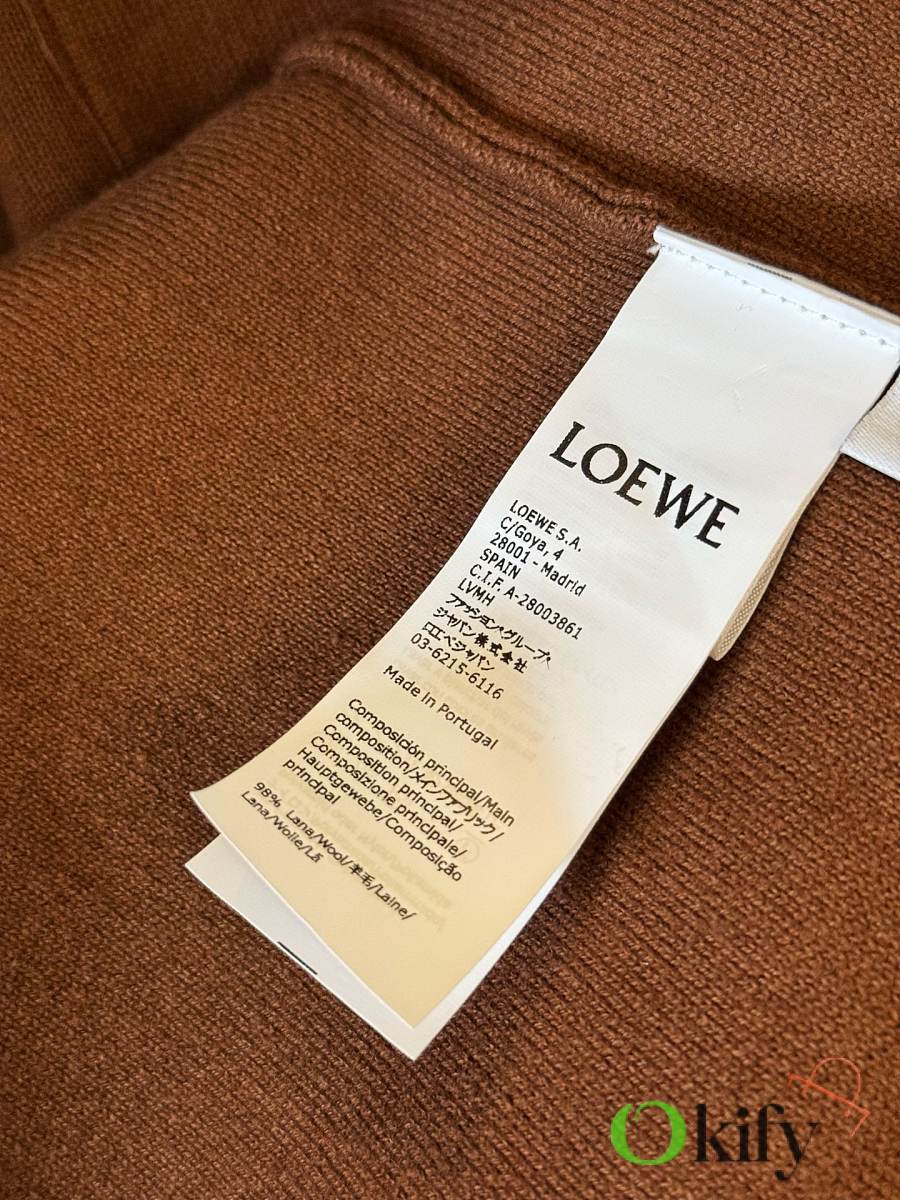 LOEWE
LOEWE S.A.
C/Goya, 4
28001 - Madrid
SPAIN
C.I.F. A-28003861
LVMH
ファッション・グループ・
ジャパン株式会社
ロエベジャパン
03-6215-6116
Made in Portugal
Composición principal/Main
composition/メインファブリック/
Composition principal/
Composizione principale/
Hauptgewebe/Composição
principal
98% Lana/Wool/羊毛/Laine/
Lana/Wolle/Lã
Okify